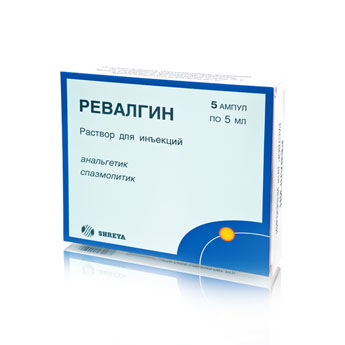 РЕВАЛГИН
5 АМПУЛ
ПО 5 МЛ
Раствор для инъекций
анальгетик
спазмолитик
SHREYA